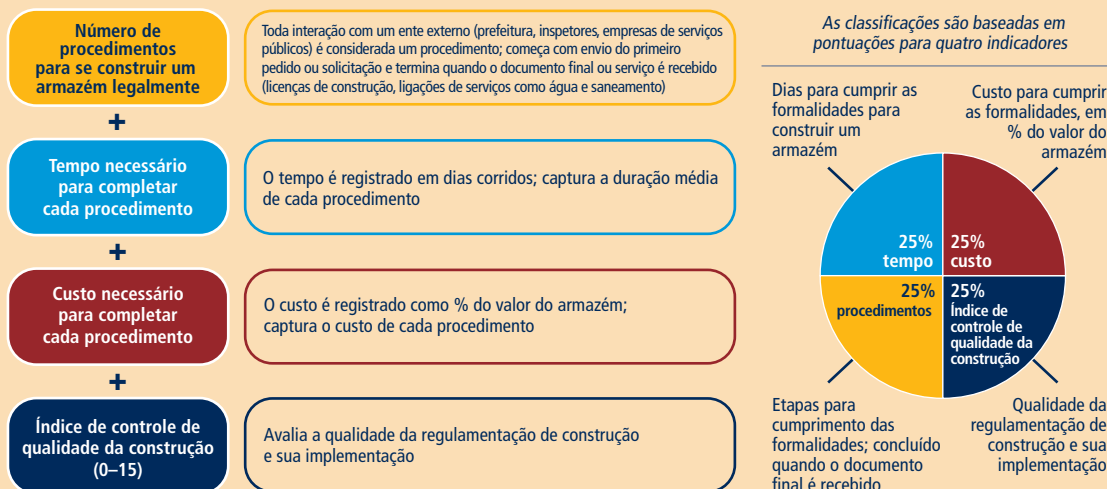 Número de
procedimentos
para se construir um
armazém legalmente
Toda interação com um ente externo (prefeitura, inspetores, empresas de serviços
públicos) é considerada um procedimento; começa com envio do primeiro
pedido ou solicitação e termina quando o documento final ou serviço é recebido
(licenças de construção, ligações de serviços como água e saneamento)
+
Tempo necessário
para completar
cada procedimento
O tempo é registrado em dias corridos; captura a duração média
de cada procedimento
+
Custo necessário
para completar
cada procedimento
O custo é registrado como % do valor do armazém;
captura o custo de cada procedimento
+
Índice de controle de
qualidade da construção
(0–15)
Avalia a qualidade da regulamentação de construção
e sua implementação
As classificações são baseadas em
pontuações para quatro indicadores
Dias para cumprir as
formalidades para
construir um
armazém
Custo para cumprir
as formalidades, em
% do valor do
armazém
25%
tempo
25%
custo
25%
procedimentos
25%
Índice de
controle de
qualidade da
construção
Etapas para
cumprimento das
formalidades; concluído
quando o documento
final é recebido
Qualidade da
regulamentação de
construção e sua
implementação